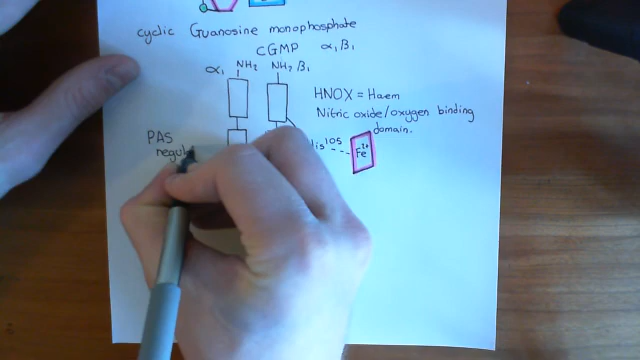 cyclic Guanosine monophosphate
CGMP α₁β₁
α₁ NH₂ NH₂ β₁
HNOX = Haem
Nitric oxide/oxygen binding
domain.
PAS
regul
His¹⁰⁵ Fe²⁺